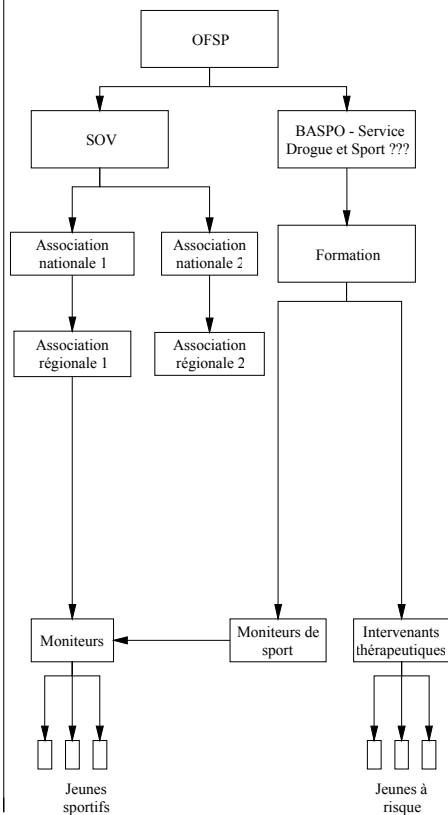 OFSP
SOV
BASPO - Service
Drogue et Sport ???
Association
nationale 1
Association
nationale 2
Formation
Association
régionale 1
Association
régionale 2
Moniteurs
Moniteurs de
sport
Intervenants
thérapeutiques
Jeunes
sportifs
Jeunes à
risque